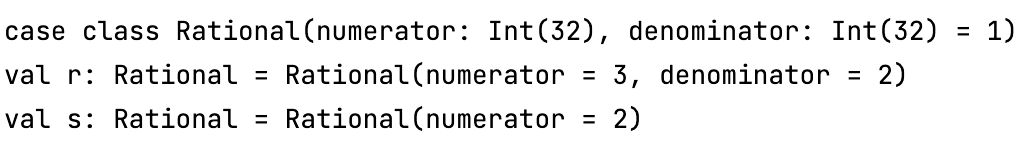 case class Rational(numerator: Int(32), denominator: Int(32) = 1)
val r: Rational = Rational(numerator = 3, denominator = 2)
val s: Rational = Rational(numerator = 2)